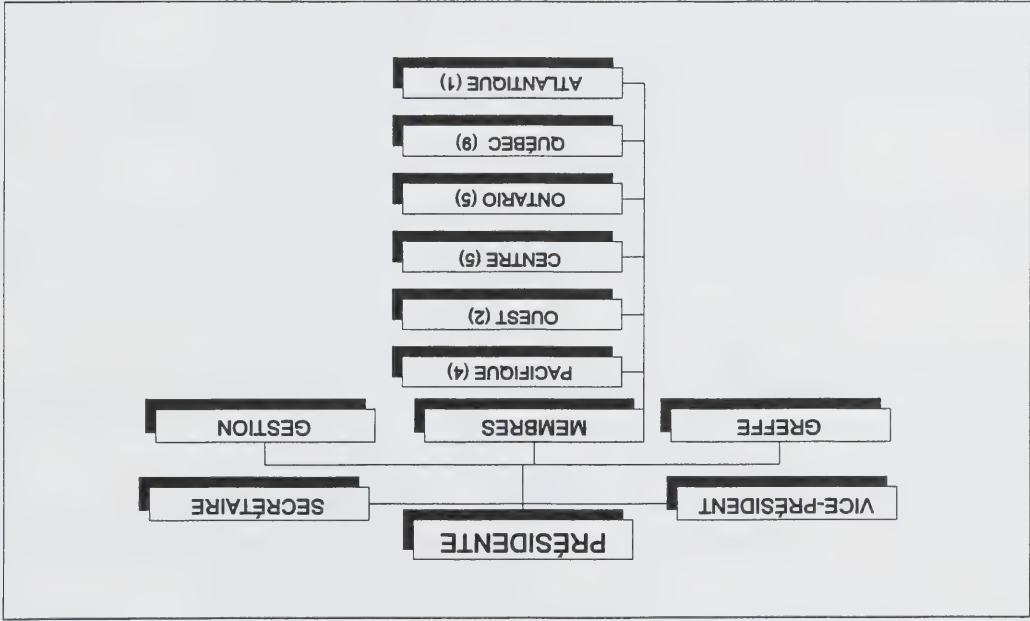 PRÉSIDENTE
VICE-PRÉSIDENT
SECRÉTAIRE
GREFFE
MEMBRES
GESTION
PACIFIQUE (4)
OUEST (2)
CENTRE (5)
ONTARIO (5)
QUÉBEC (9)
ATLANTIQUE (1)